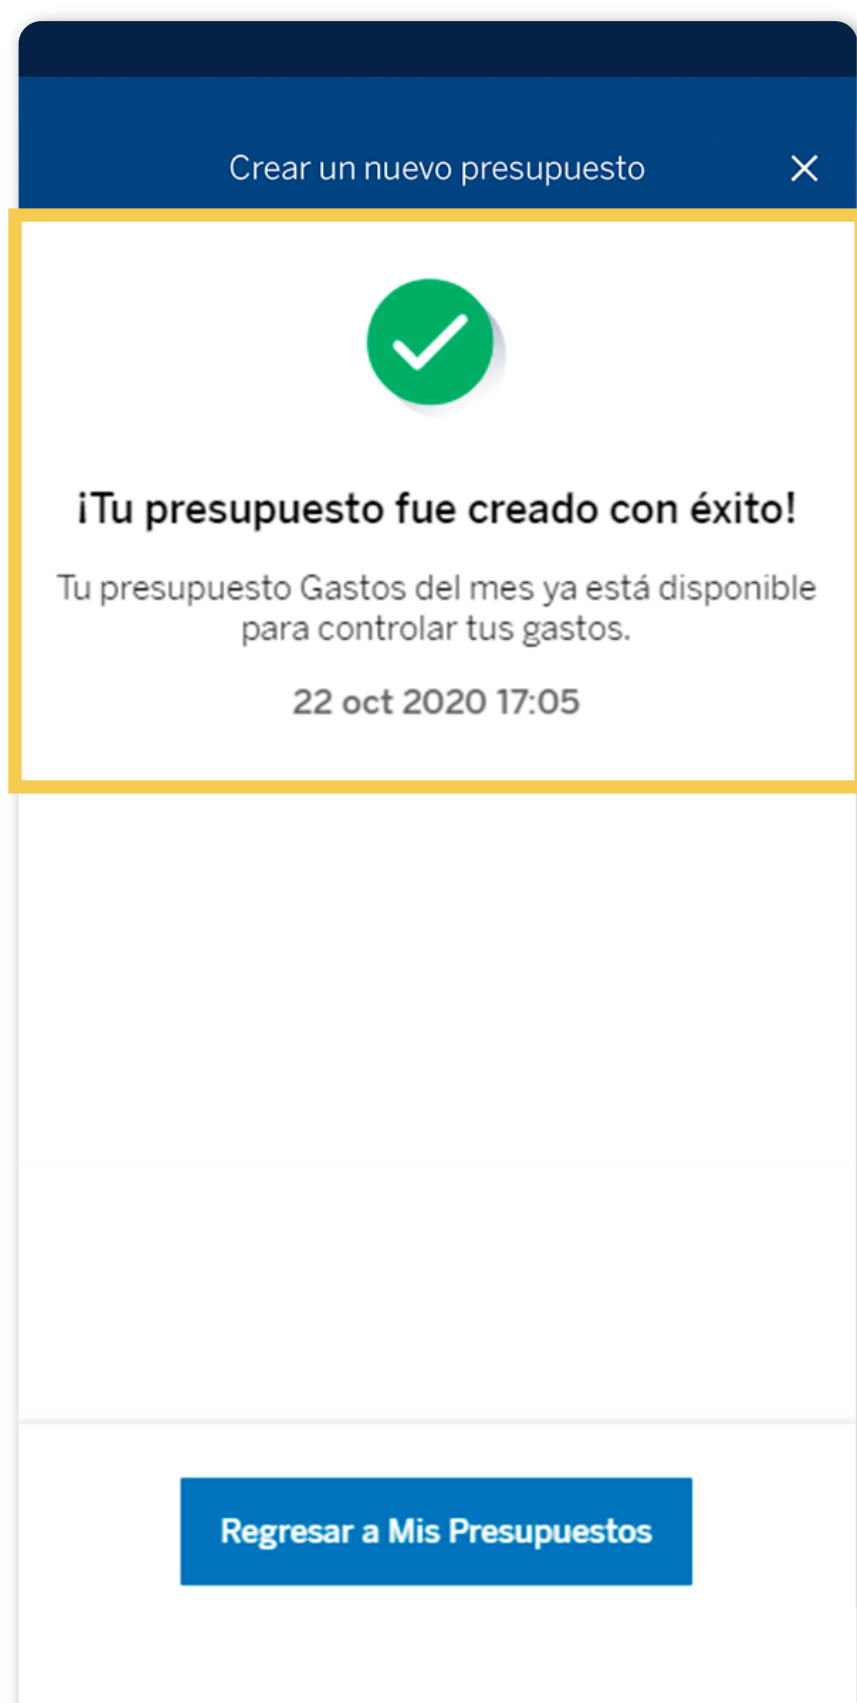 Crear un nuevo presupuesto
¡Tu presupuesto fue creado con éxito!
Tu presupuesto Gastos del mes ya está disponible
para controlar tus gastos.
22 oct 2020 17:05
Regresar a Mis Presupuestos